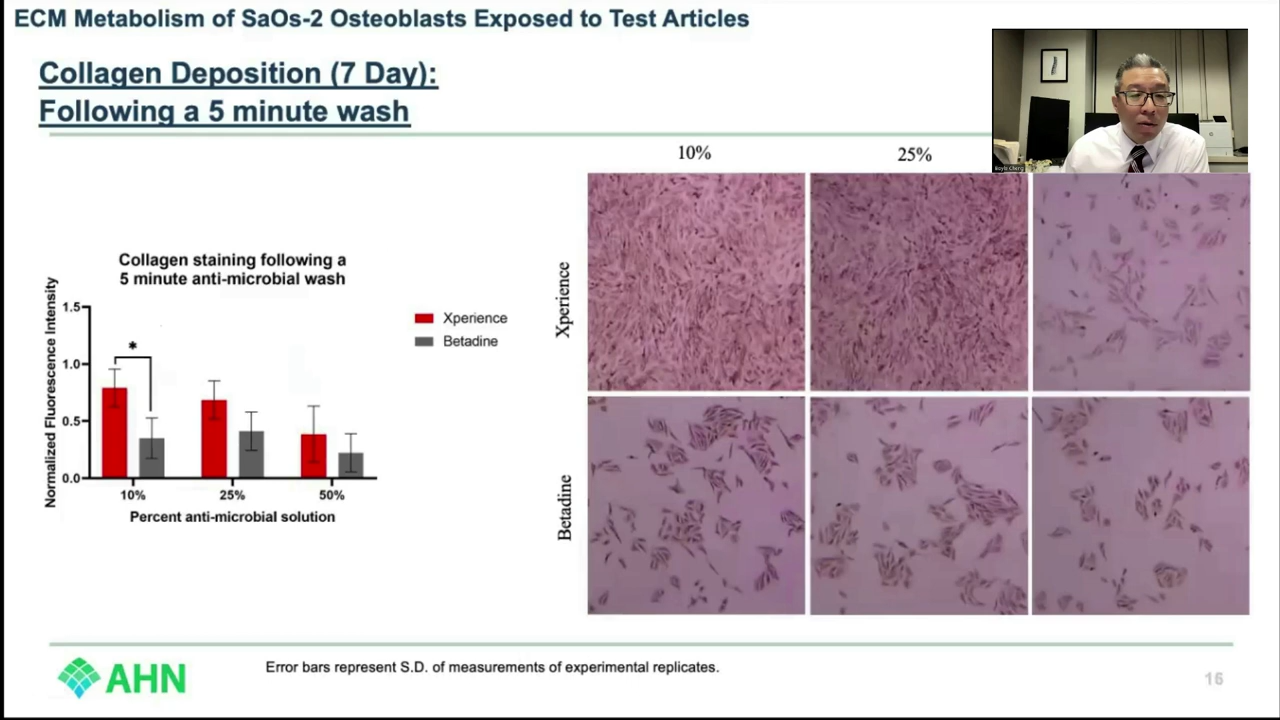 ECM Metabolism of SaOs-2 Osteoblasts Exposed to Test Articles
Collagen Deposition (7 Day):
Following a 5 minute wash
10%
25%
Collagen staining following a
5 minute anti-microbial wash
Normalized Fluorescence Intensity
1.5
1.0
0.5
0.0
*
10%
25%
50%
Percent anti-microbial solution
Xperience
Betadine
Xperience
Betadine
Error bars represent S.D. of measurements of experimental replicates.
AHN
16